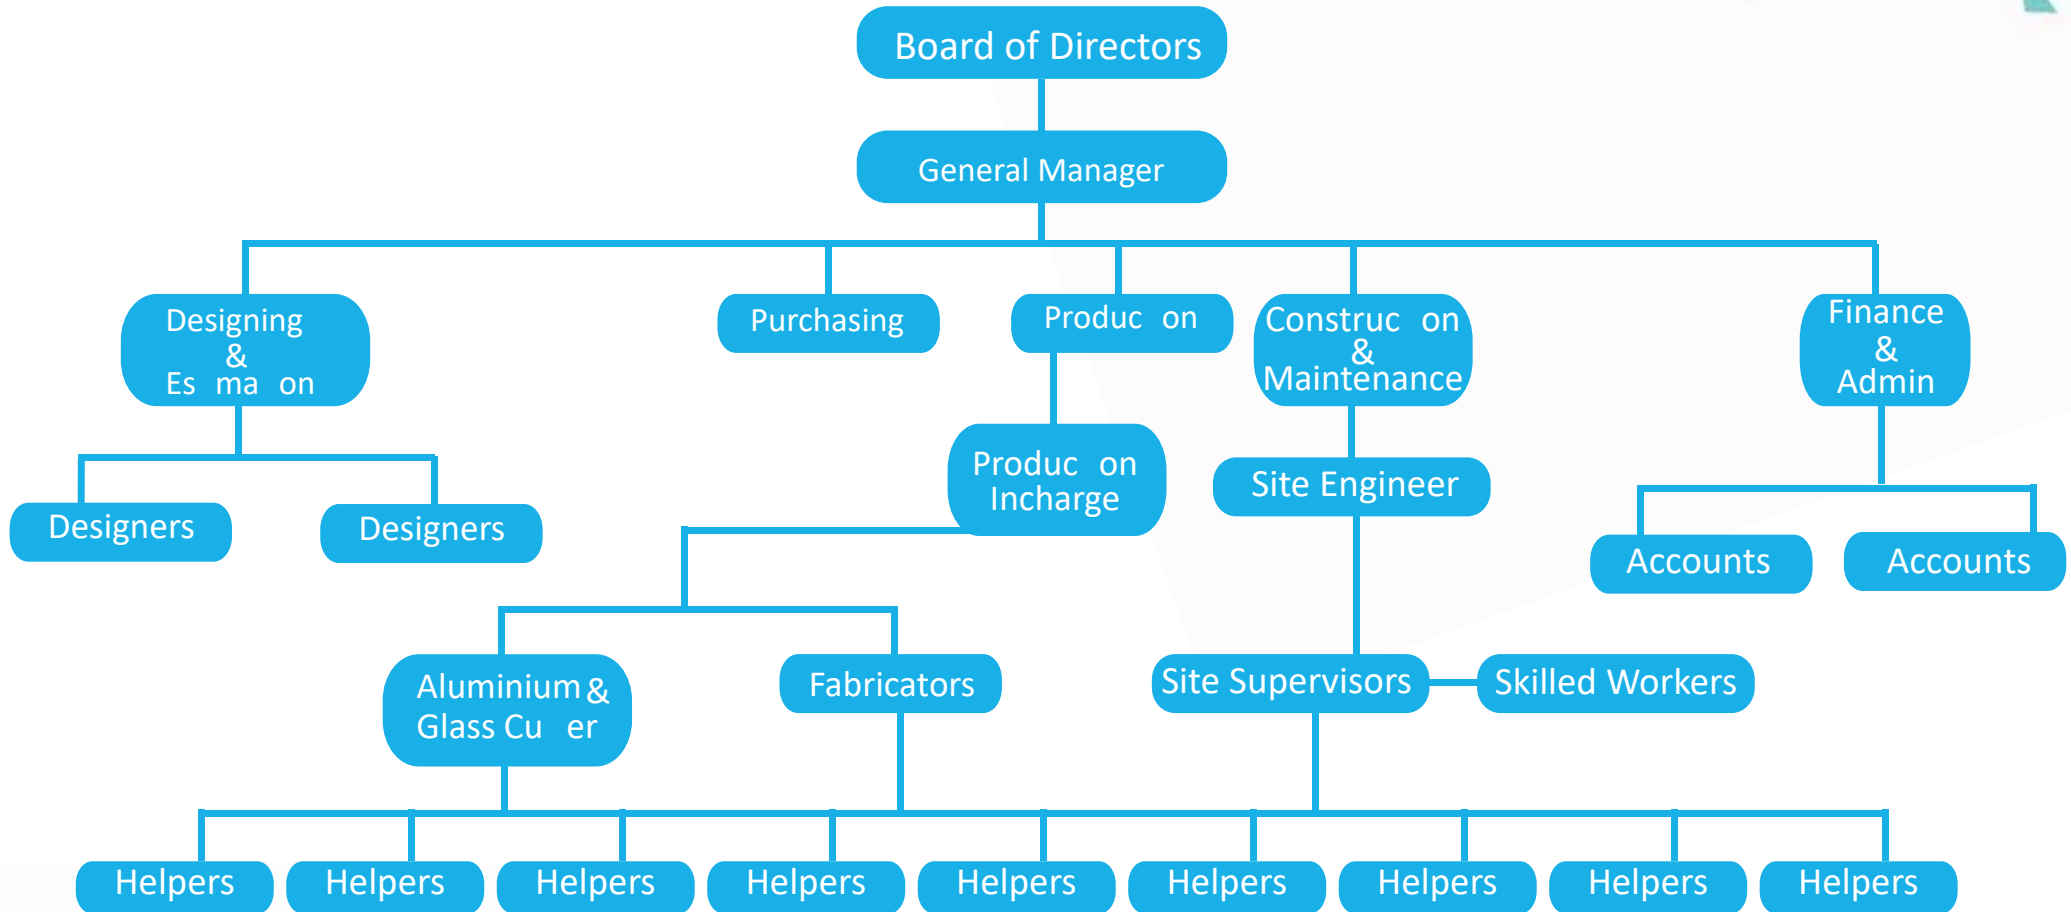 Board of Directors
General Manager
Designing
&
Es ma on
Purchasing
Produc on
Construc on
&
Maintenance
Finance
&
Admin
Produc on
Incharge
Site Engineer
Designers
Designers
Accounts
Accounts
Aluminium &
Glass Cu er
Fabricators
Site Supervisors
Skilled Workers
Helpers
Helpers
Helpers
Helpers
Helpers
Helpers
Helpers
Helpers
Helpers